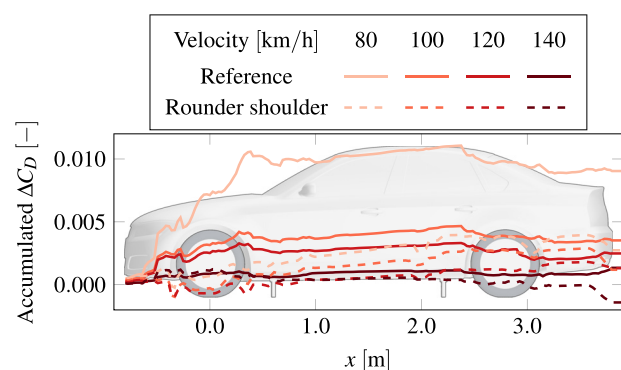 Velocity [km/h] 80 100 120 140
Reference
Rounder shoulder
Accumulated ΔC_D [−]
0.010
0.005
0.000
0.0 1.0 2.0 3.0
x [m]